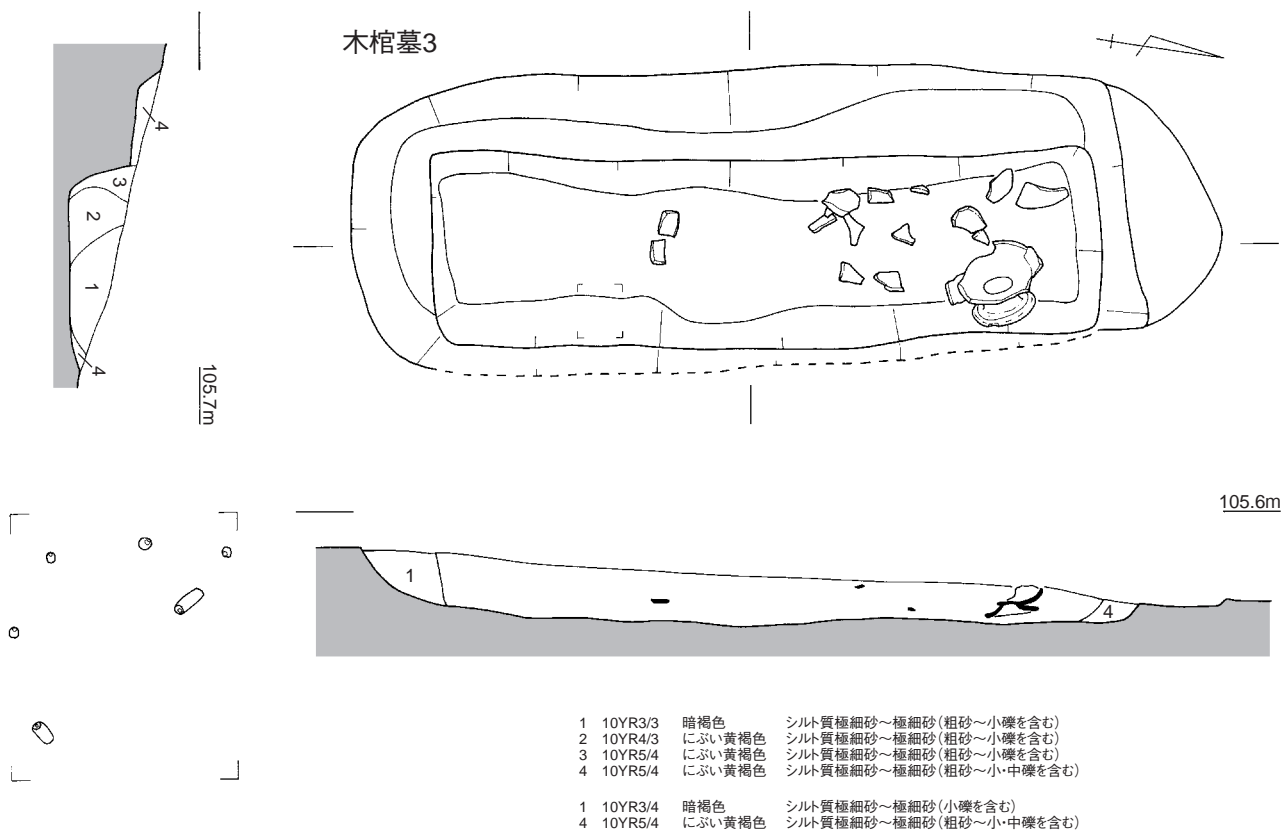 木棺墓3
4
3
2
1
4
105.7m
105.6m
1
4
1 10YR3/3 暗褐色 シルト質極細砂～極細砂（粗砂～小礫を含む）
2 10YR4/3 にぶい黄褐色 シルト質極細砂～極細砂（粗砂～小礫を含む）
3 10YR5/4 にぶい黄褐色 シルト質極細砂～極細砂（粗砂～小礫を含む）
4 10YR5/4 にぶい黄褐色 シルト質極細砂～極細砂（粗砂～小・中礫を含む）
1 10YR3/4 暗褐色 シルト質極細砂～極細砂（小礫を含む）
4 10YR5/4 にぶい黄褐色 シルト質極細砂～極細砂（粗砂～小・中礫を含む）